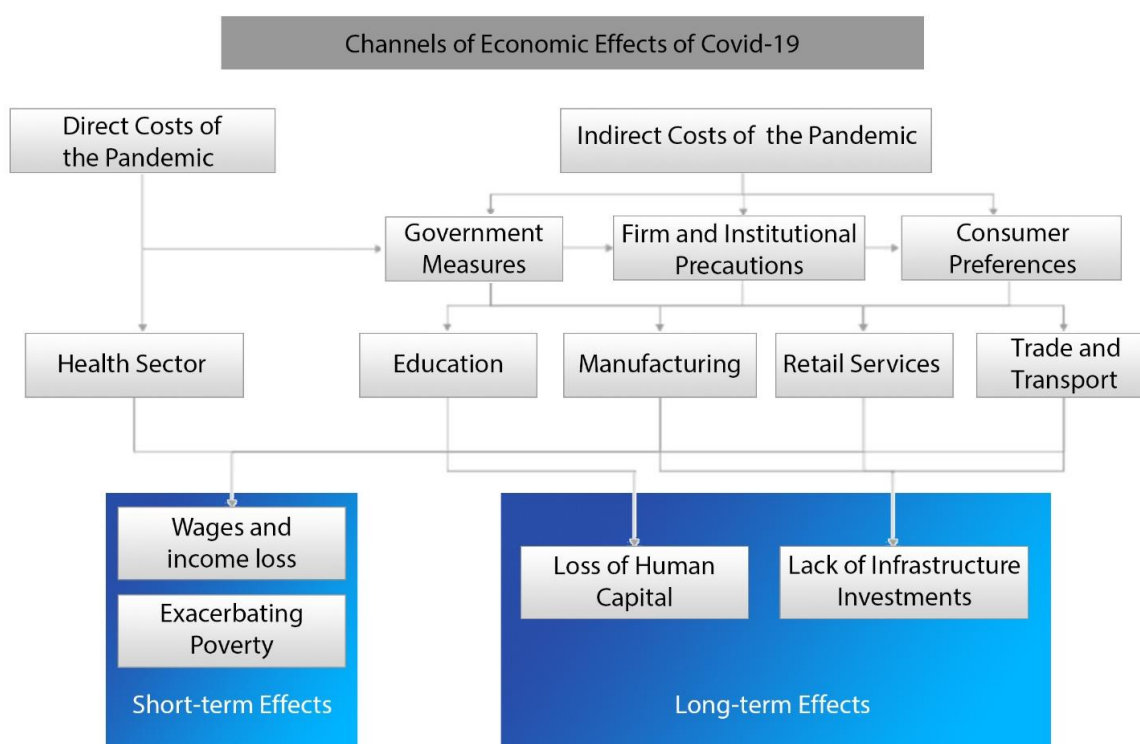 Channels of Economic Effects of Covid-19
Direct Costs of
the Pandemic
Indirect Costs of the Pandemic
Government
Measures
Firm and Institutional
Precautions
Consumer
Preferences
Health Sector
Education
Manufacturing
Retail Services
Trade and
Transport
Wages and
income loss
Exacerbating
Poverty
Short-term Effects
Loss of Human
Capital
Lack of Infrastructure
Investments
Long-term Effects